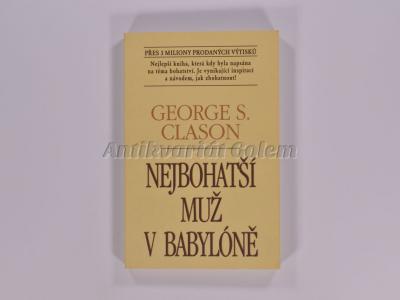 PŘES 3 MILIONY PRODANÝCH VÝTISKŮ
Nejlepší kniha, která kdy byla napsána
na téma bohatství. Je vynikající inspirací
a návodem, jak zbohatnout!
GEORGE S.
CLASON
Antikvariát Golem
NEJBOHATŠÍ
MUŽ
V BABYLÓNĚ